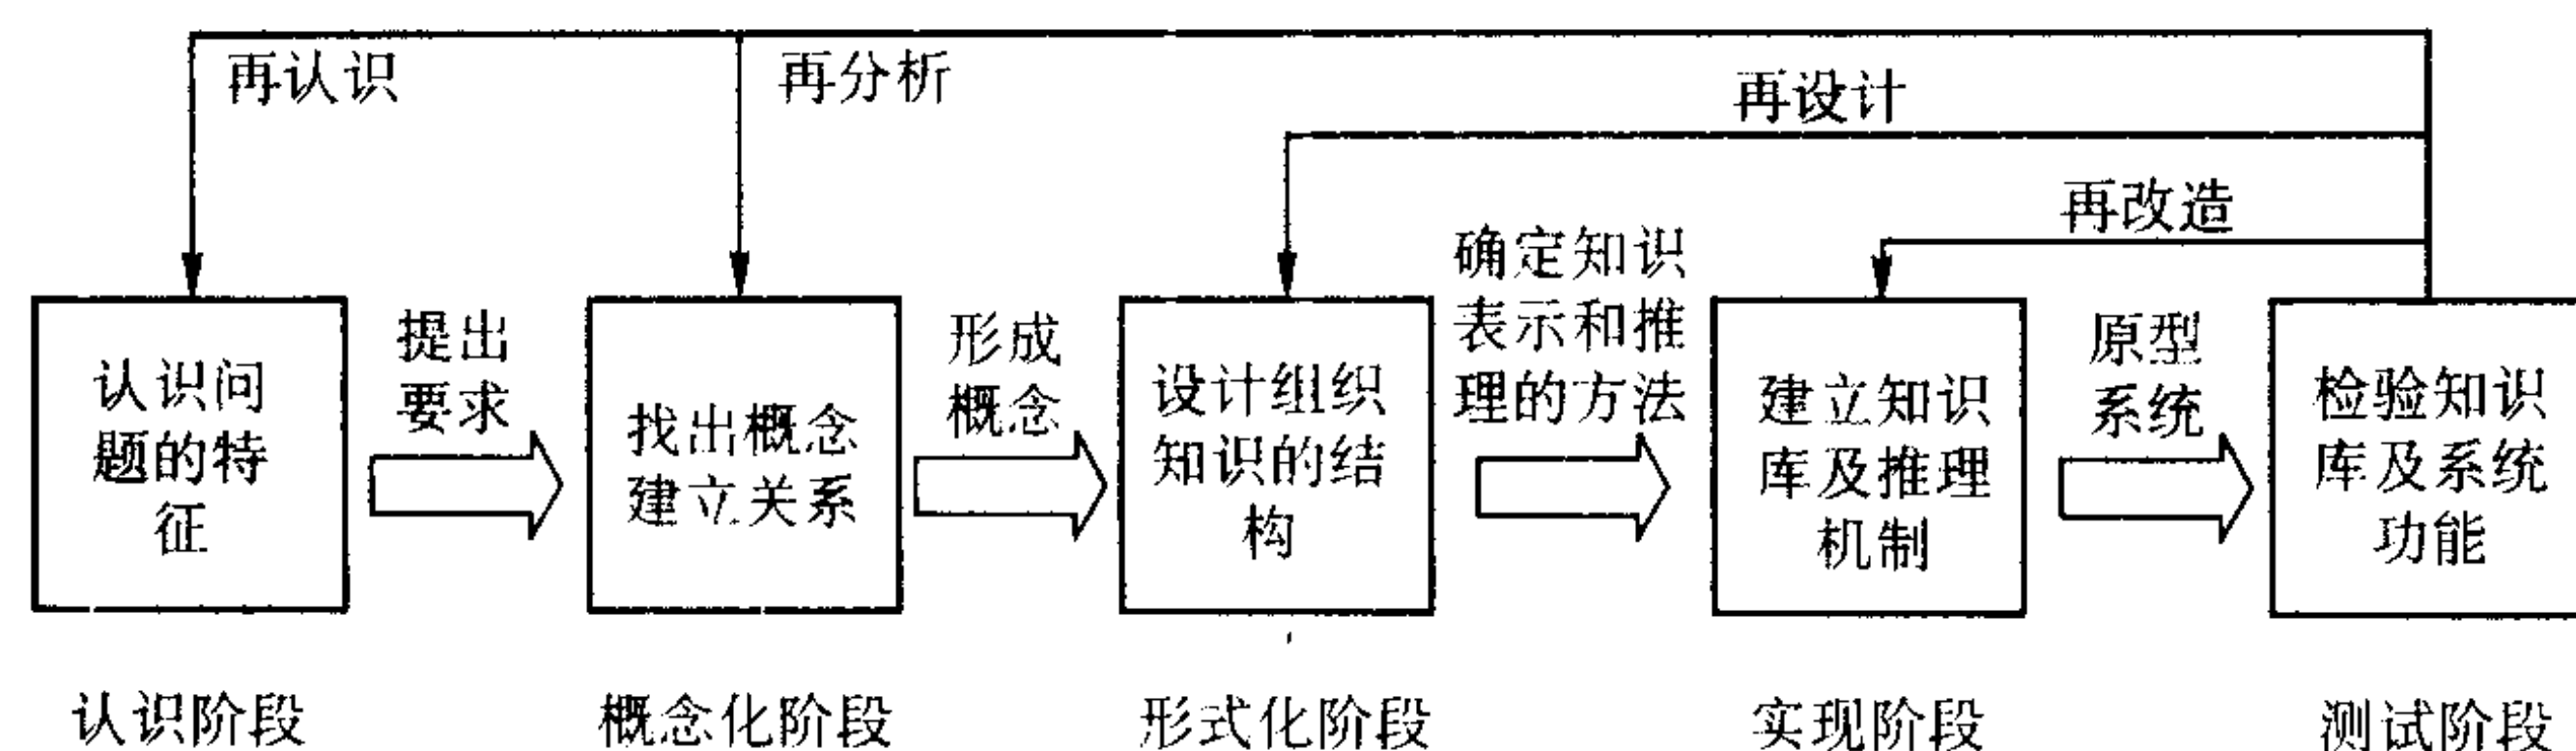 再认识
再分析
再设计
再改造
认识问
题的特
征
提出
要求
找出概念
建立关系
形成
概念
设计组织
知识的结
构
确定知识
表示和推
理的方法
建立知识
库及推理
机制
原型
系统
检验知识
库及系统
功能
认识阶段
概念化阶段
形式化阶段
实现阶段
测试阶段